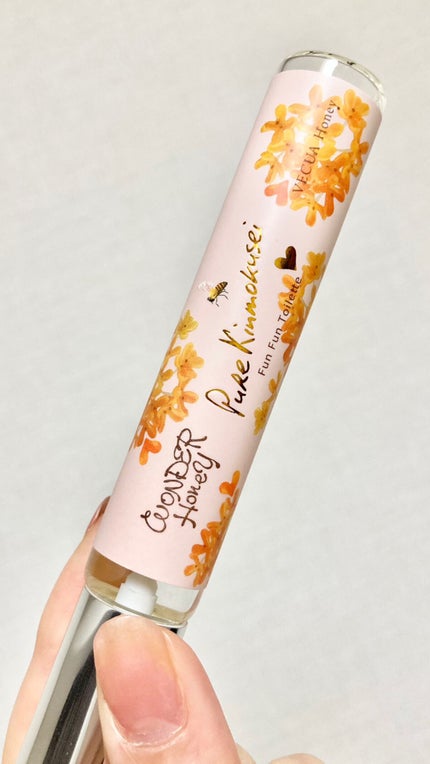 VECUA Honey
Pure Kinmokusei
Fun Fun Toilette
WONDER
Honey